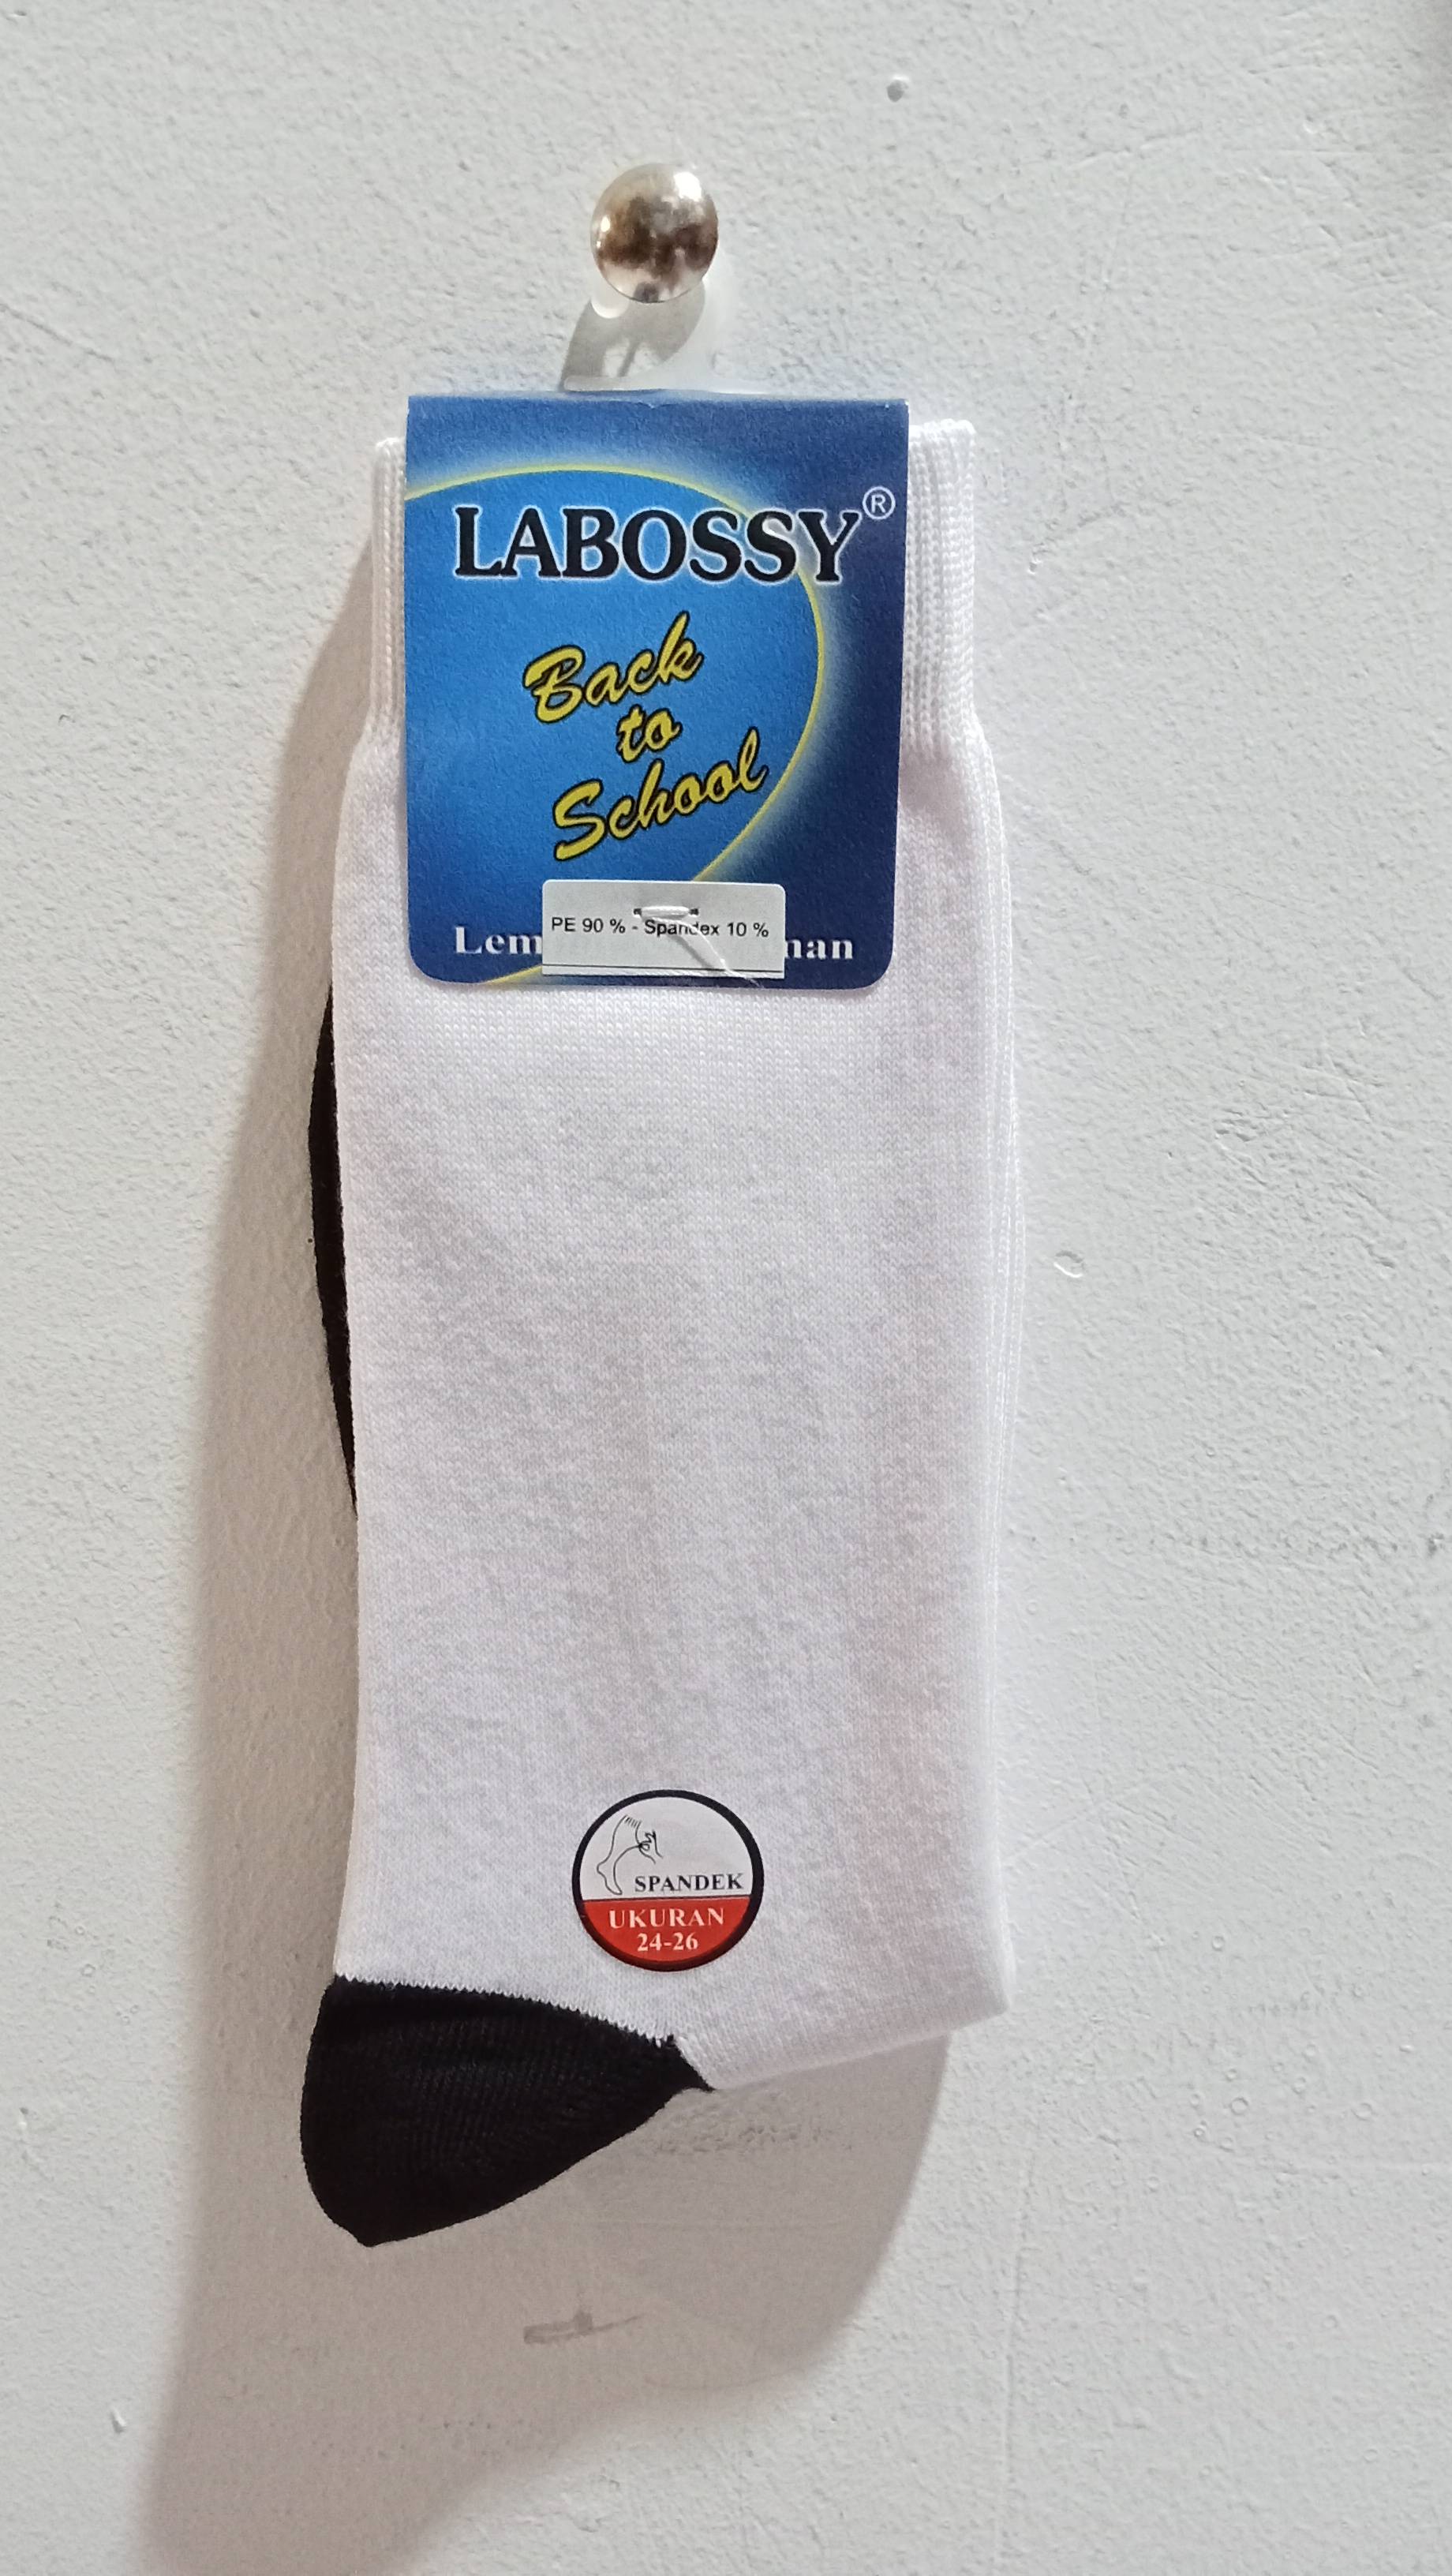 LABOSSY®
Back
to
School
PE 90 % - Spandex 10 %
SPANDEK
UKURAN
24-26